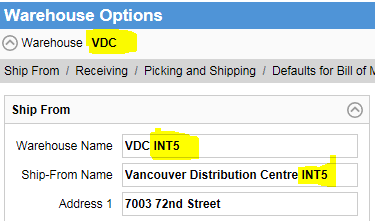 Warehouse Options
Warehouse VDC
Ship From / Receiving / Picking and Shipping / Defaults for Bill of M
Ship From
Warehouse Name VDC INT5
Ship-From Name Vancouver Distribution Centre INT5
Address 1 7003 72nd Street